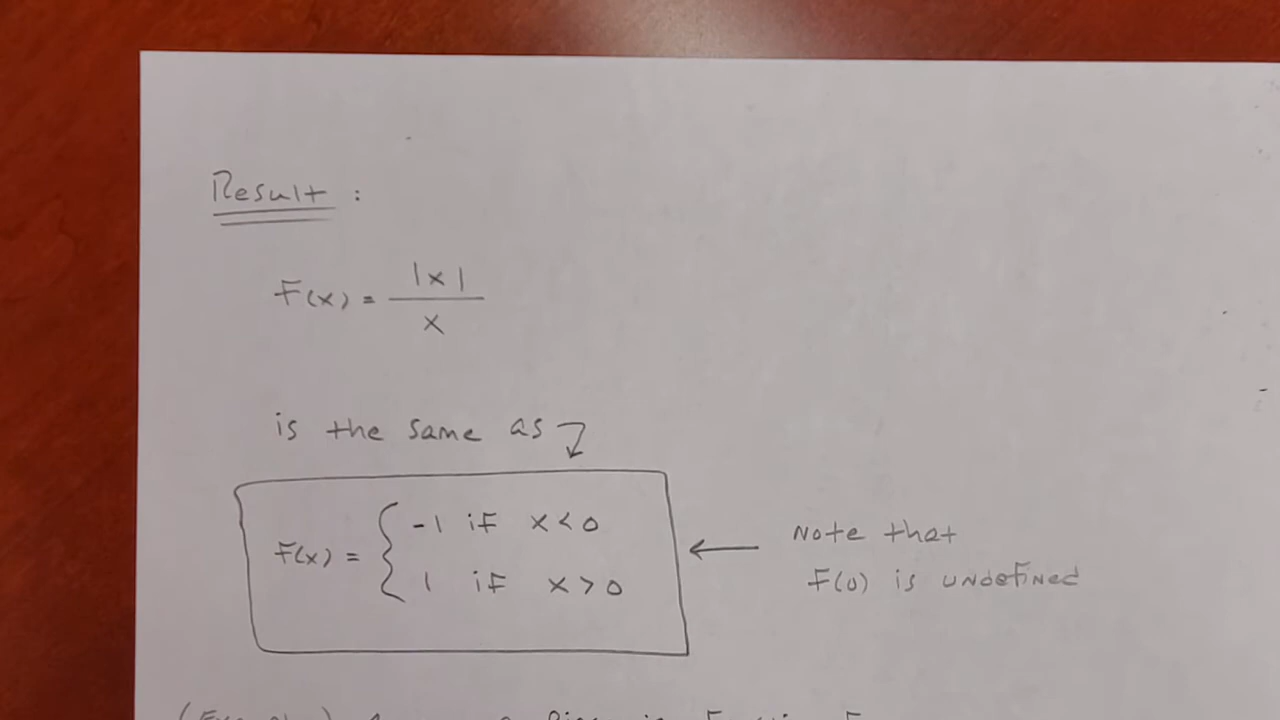 Result :
F(x) = |x| / x
is the same as
F(x) = { -1 if x < 0
1 if x > 0
Note that
F(0) is undefined